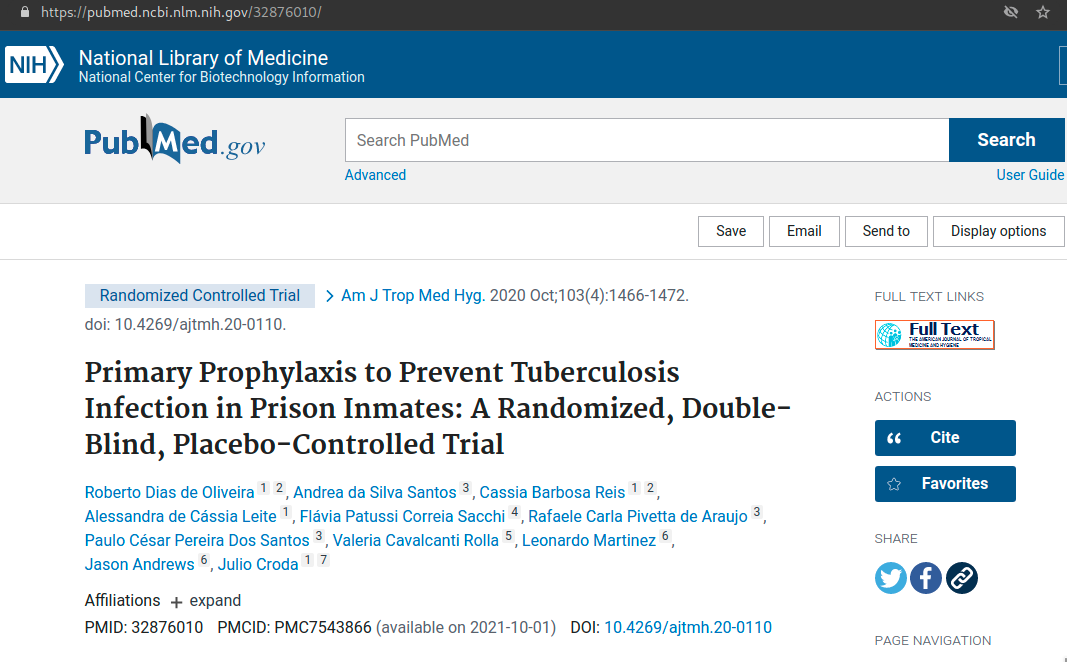 https://pubmed.ncbi.nlm.nih.gov/32876010/
NIH
National Library of Medicine
National Center for Biotechnology Information
PubMed.gov
Search PubMed
Search
Advanced
User Guide
Save
Email
Send to
Display options
Randomized Controlled Trial
Am J Trop Med Hyg. 2020 Oct;103(4):1466-1472.
doi: 10.4269/ajtmh.20-0110.
Primary Prophylaxis to Prevent Tuberculosis
Infection in Prison Inmates: A Randomized, Double-
Blind, Placebo-Controlled Trial
Roberto Dias de Oliveira 1 2, Andrea da Silva Santos 3, Cassia Barbosa Reis 1 2,
Alessandra de Cássia Leite 1, Flávia Patussi Correia Sacchi 4, Rafaele Carla Pivetta de Araujo 3,
Paulo César Pereira Dos Santos 3, Valeria Cavalcanti Rolla 5, Leonardo Martinez 6,
Jason Andrews 6, Julio Croda 1 7
Affiliations + expand
PMID: 32876010 PMCID: PMC7543866 (available on 2021-10-01) DOI: 10.4269/ajtmh.20-0110
FULL TEXT LINKS
Full Text
THE AMERICAN JOURNAL OF TROPICAL
MEDICINE AND HYGIENE
ACTIONS
Cite
Favorites
SHARE
PAGE NAVIGATION